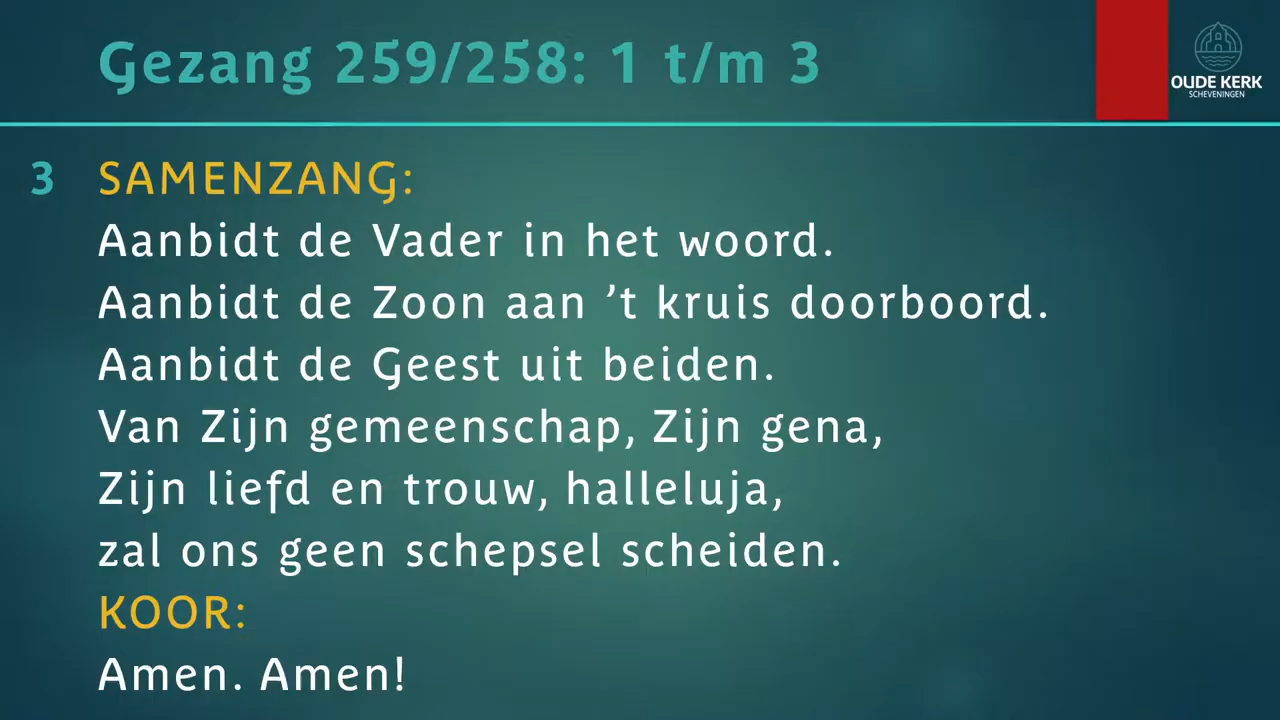 Gezang 259/258: 1 t/m 3
OUDE KERK
SCHEVENINGEN
3 SAMENZANG:
Aanbidt de Vader in het woord.
Aanbidt de Zoon aan ’t kruis doorboord.
Aanbidt de Geest uit beiden.
Van Zijn gemeenschap, Zijn gena,
Zijn liefd en trouw, halleluja,
zal ons geen schepsel scheiden.
KOOR:
Amen. Amen!